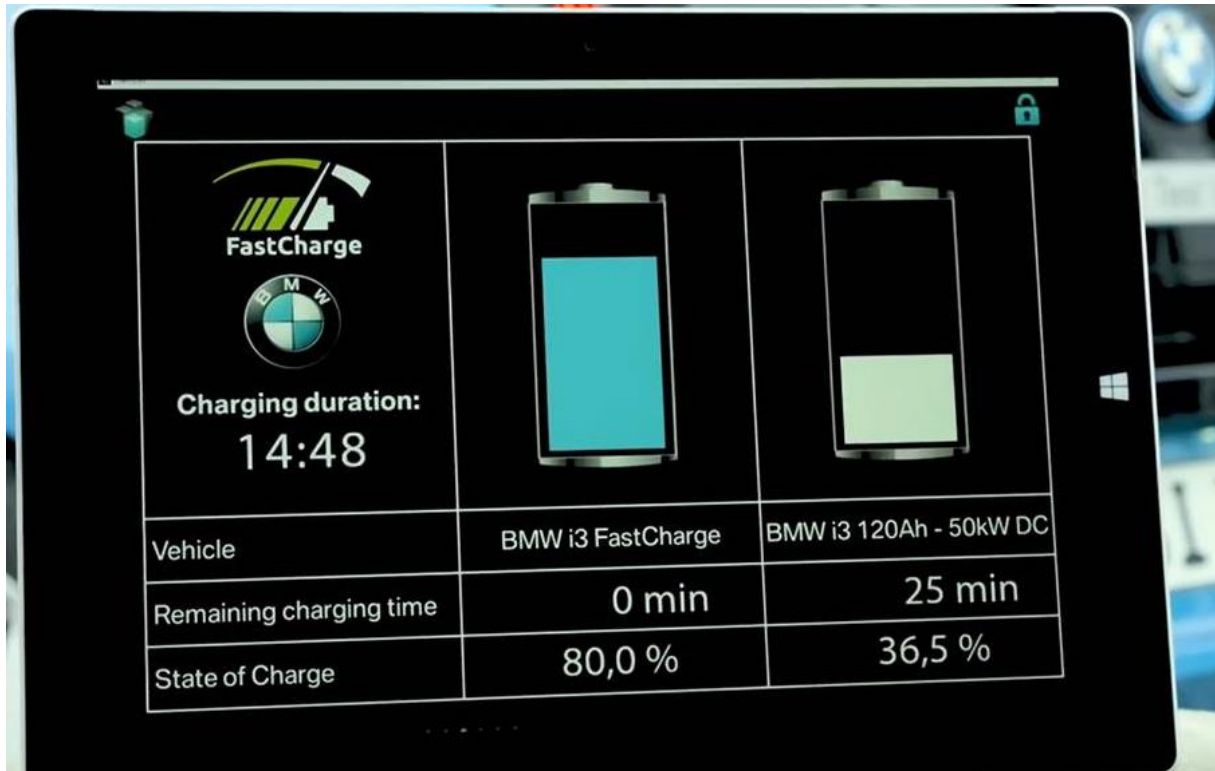 FastCharge
BMW
Charging duration:
14:48
Vehicle
BMW i3 FastCharge
BMW i3 120Ah - 50kW DC
Remaining charging time
0 min
25 min
State of Charge
80,0 %
36,5 %